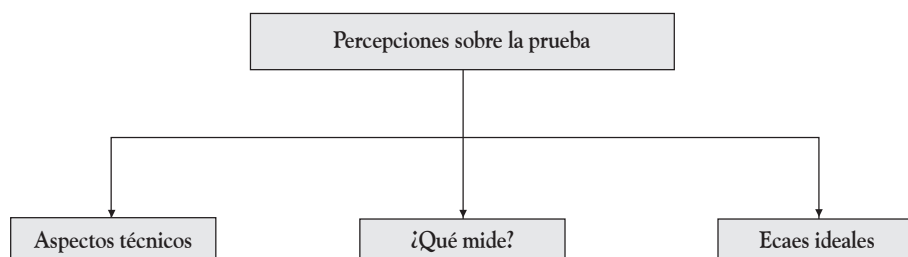 Percepciones sobre la prueba
Aspectos técnicos
¿Qué mide?
Ecaes ideales